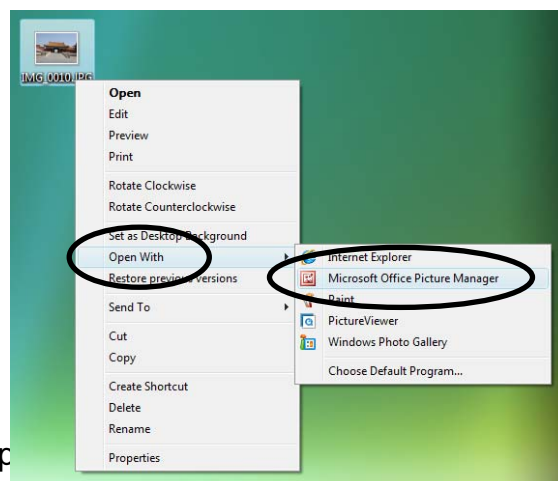 IMG_0010.JPG
Open
Edit
Preview
Print
Rotate Clockwise
Rotate Counterclockwise
Set as Desktop Background
Open With
Restore previous versions
Send To
Cut
Copy
Create Shortcut
Delete
Rename
Properties
Internet Explorer
Microsoft Office Picture Manager
Paint
PictureViewer
Windows Photo Gallery
Choose Default Program...
p